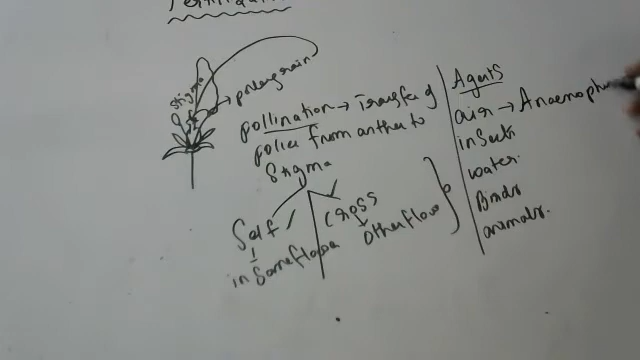 stigma
pollengrain
pollination → Transfer of
pollen from anther to
Stigma
Self
in same flower
cross
other flower
Agents
air → Anaemoph
insects
water.
Birds
animals.